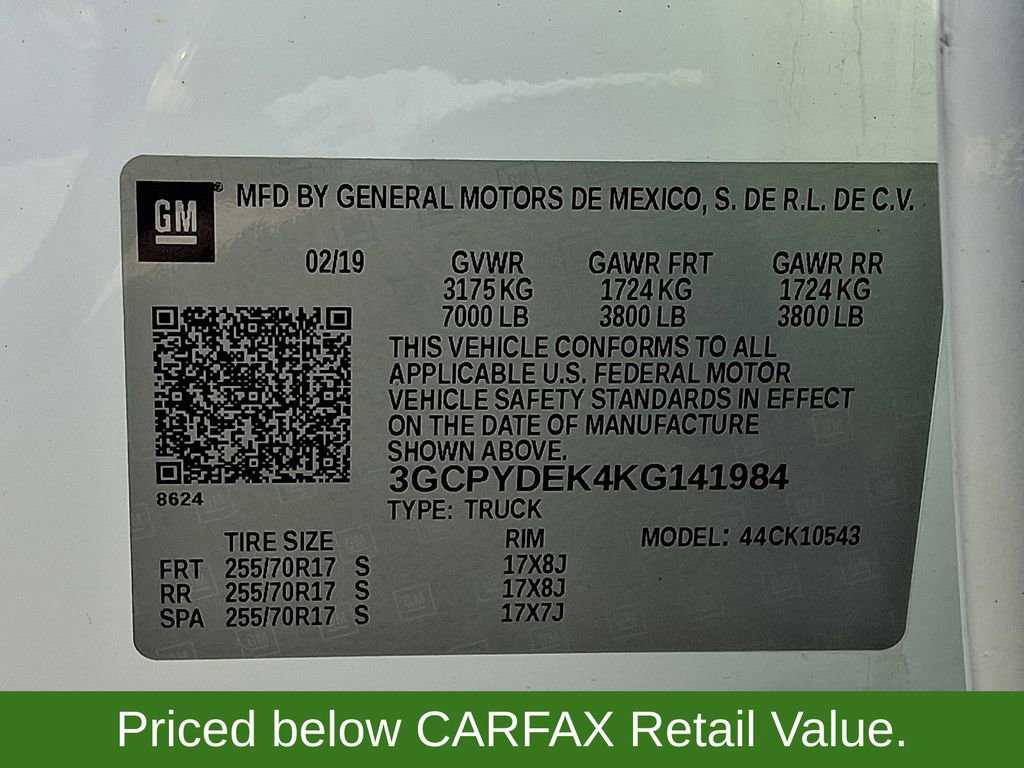 GM
MFD BY GENERAL MOTORS DE MEXICO, S. DE R.L. DE C.V.
02/19 GVWR GAWR FRT GAWR RR
3175 KG 1724 KG 1724 KG
7000 LB 3800 LB 3800 LB
THIS VEHICLE CONFORMS TO ALL
APPLICABLE U.S. FEDERAL MOTOR
VEHICLE SAFETY STANDARDS IN EFFECT
ON THE DATE OF MANUFACTURE
SHOWN ABOVE.
3GCPYDEK4KG141984
8624
TYPE: TRUCK
TIRE SIZE RIM MODEL: 44CK10543
FRT 255/70R17 S 17X8J
RR 255/70R17 S 17X8J
SPA 255/70R17 S 17X7J
Priced below CARFAX Retail Value.